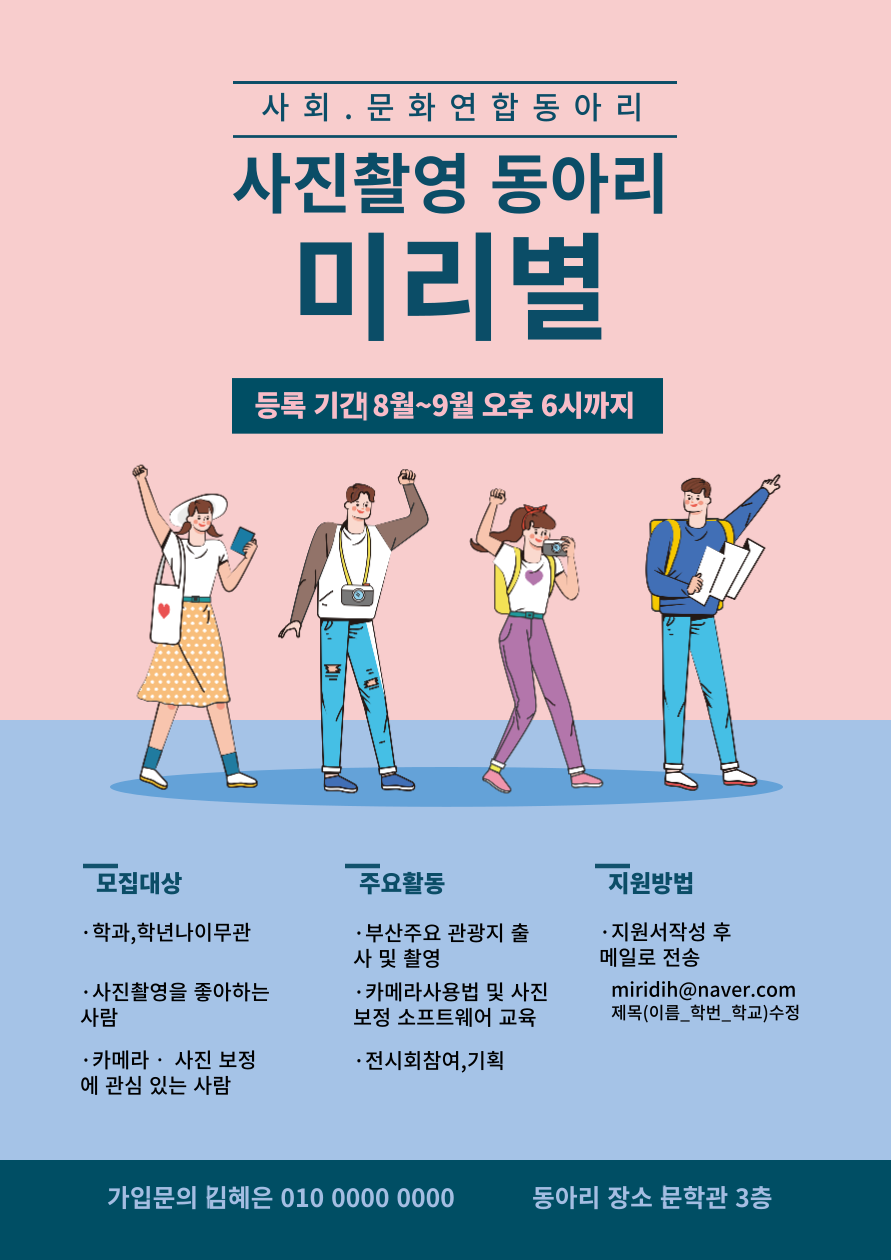 사회.문화연합동아리
사진촬영 동아리
미리별
등록 기간| 8월~9월 오후 6시까지
모집대상
·학과,학년나이무관
·사진촬영을 좋아하는
사람
·카메라 · 사진 보정
에 관심 있는 사람
주요활동
·부산주요 관광지 출
사 및 촬영
·카메라사용법 및 사진
보정 소프트웨어 교육
·전시회참여,기획
지원방법
·지원서작성 후
메일로 전송
miridih@naver.com
제목(이름_학번_학교)수정
가입문의 |김혜은 010 0000 0000
동아리 장소 |문학관 3층